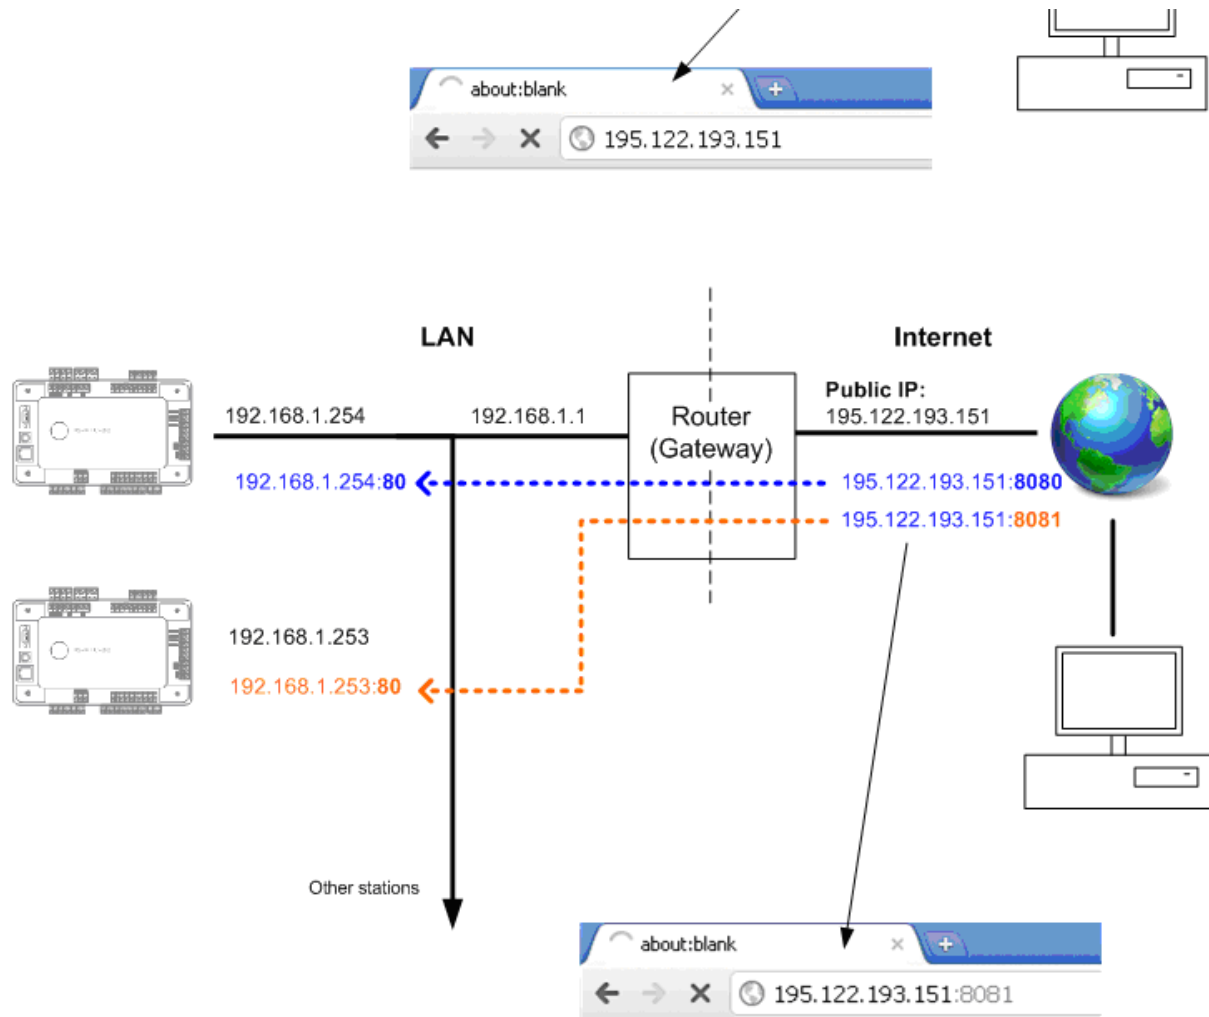 about:blank
195.122.193.151
LAN
Internet
192.168.1.254
192.168.1.1
Router
(Gateway)
Public IP:
195.122.193.151
192.168.1.254:80
195.122.193.151:8080
195.122.193.151:8081
192.168.1.253
192.168.1.253:80
Other stations
about:blank
195.122.193.151:8081